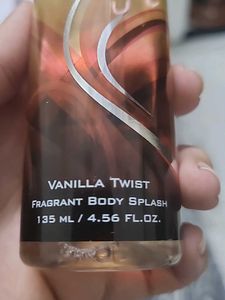 VANILLA TWIST
FRAGRANT BODY SPLASH
135 ML / 4.56 FL.OZ.